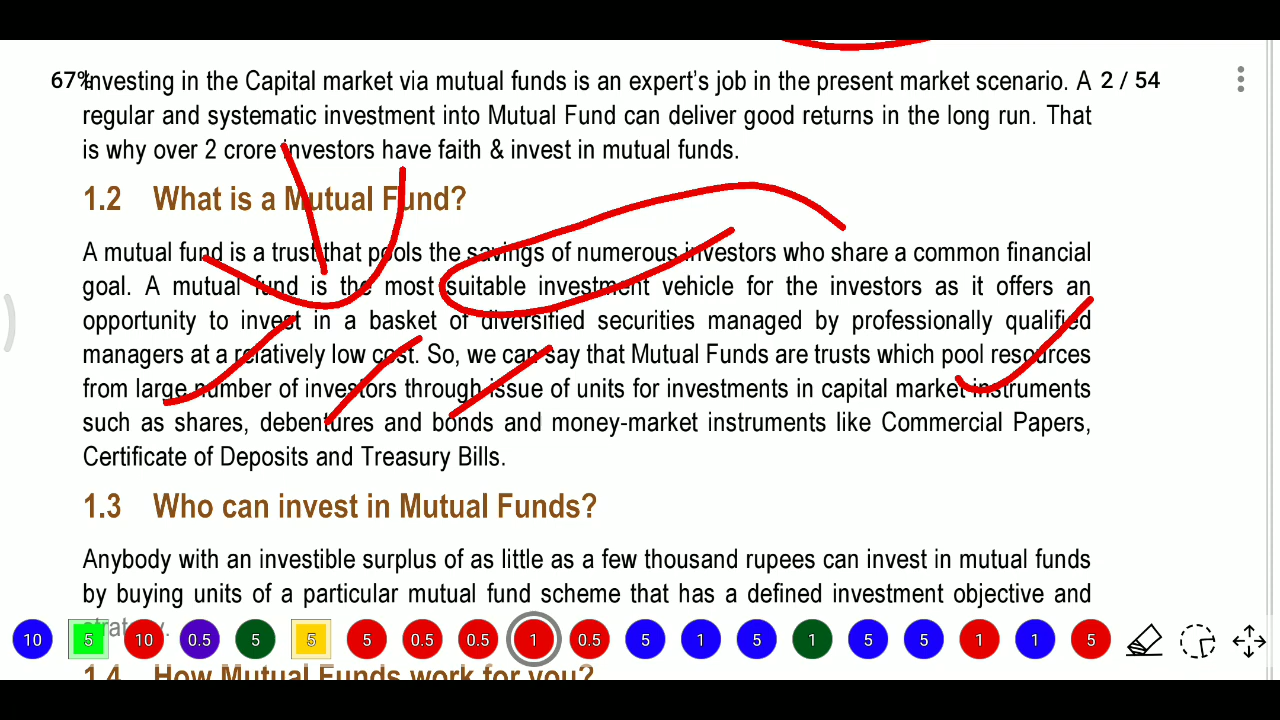 67%
2 / 54
Investing in the Capital market via mutual funds is an expert's job in the present market scenario. A
regular and systematic investment into Mutual Fund can deliver good returns in the long run. That
is why over 2 crore investors have faith & invest in mutual funds.
1.2 What is a Mutual Fund?
A mutual fund is a trust that pools the savings of numerous investors who share a common financial
goal. A mutual fund is the most suitable investment vehicle for the investors as it offers an
opportunity to invest in a basket of diversified securities managed by professionally qualified
managers at a relatively low cost. So, we can say that Mutual Funds are trusts which pool resources
from large number of investors through issue of units for investments in capital market instruments
such as shares, debentures and bonds and money-market instruments like Commercial Papers,
Certificate of Deposits and Treasury Bills.
1.3 Who can invest in Mutual Funds?
Anybody with an investible surplus of as little as a few thousand rupees can invest in mutual funds
by buying units of a particular mutual fund scheme that has a defined investment objective and
strategy.
10 5 10 0.5 5 5 5 0.5 0.5 1 0.5 5 1 5 1 5 5 1 1 5
1.4 How Mutual Funds work for you?